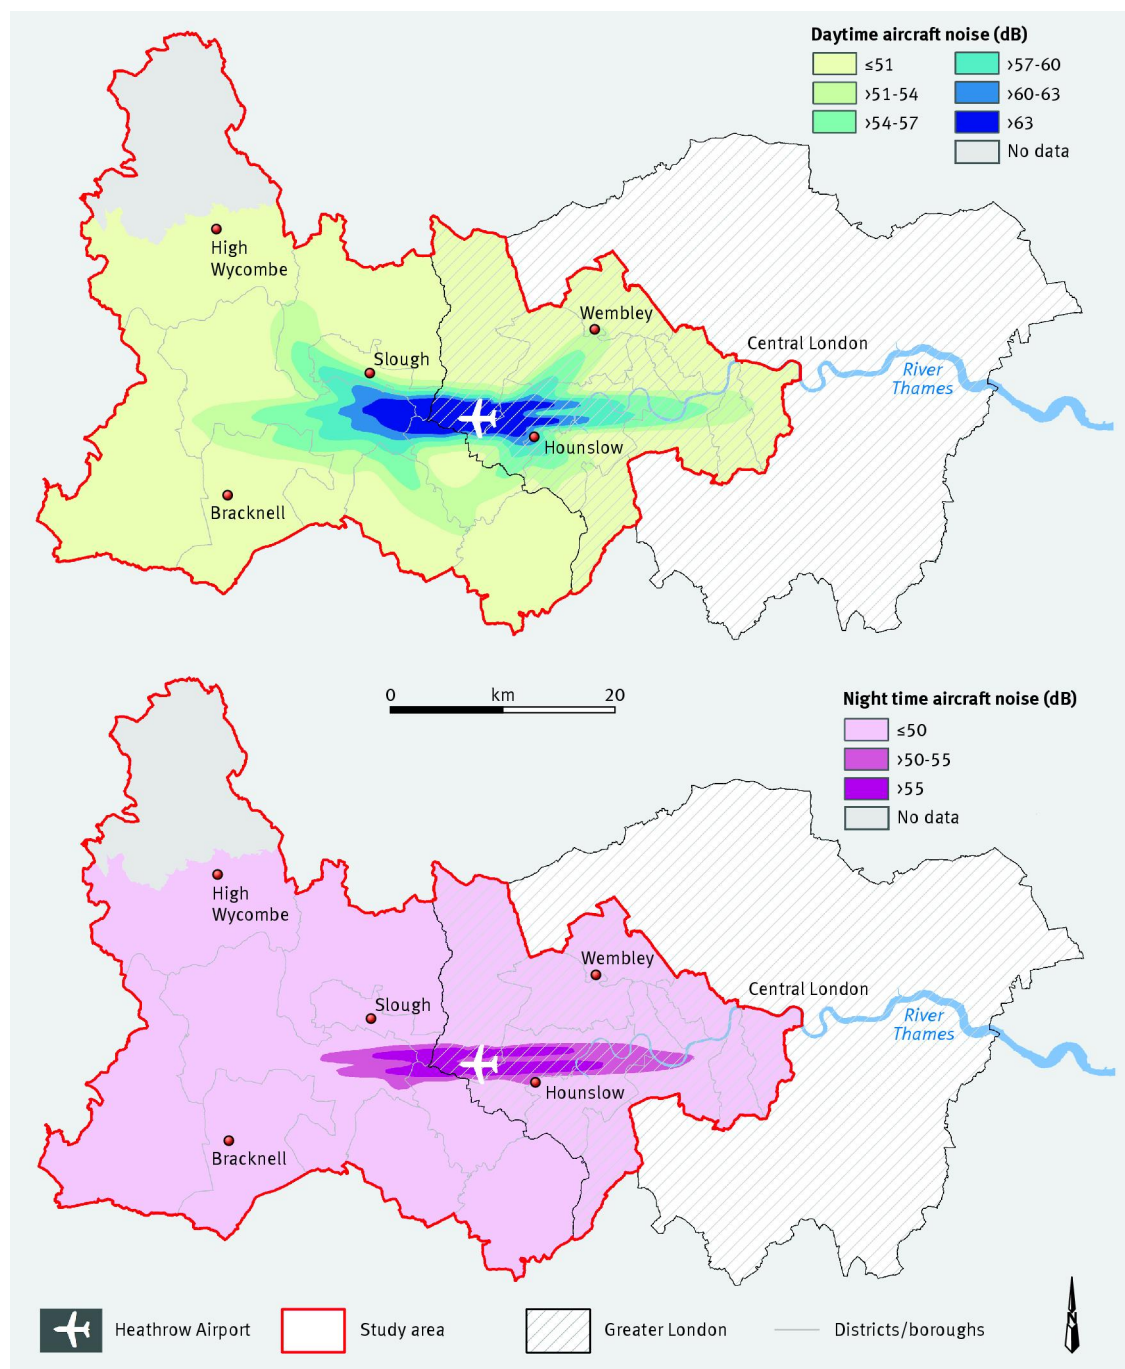 Daytime aircraft noise (dB)
≤51
>51-54
>54-57
>57-60
>60-63
>63
No data
High
Wycombe
Wembley
Central London
Slough
River
Thames
Hounslow
Bracknell
0 km 20
Night time aircraft noise (dB)
≤50
>50-55
>55
No data
High
Wycombe
Wembley
Central London
Slough
River
Thames
Hounslow
Bracknell
Heathrow Airport
Study area
Greater London
Districts/boroughs
N